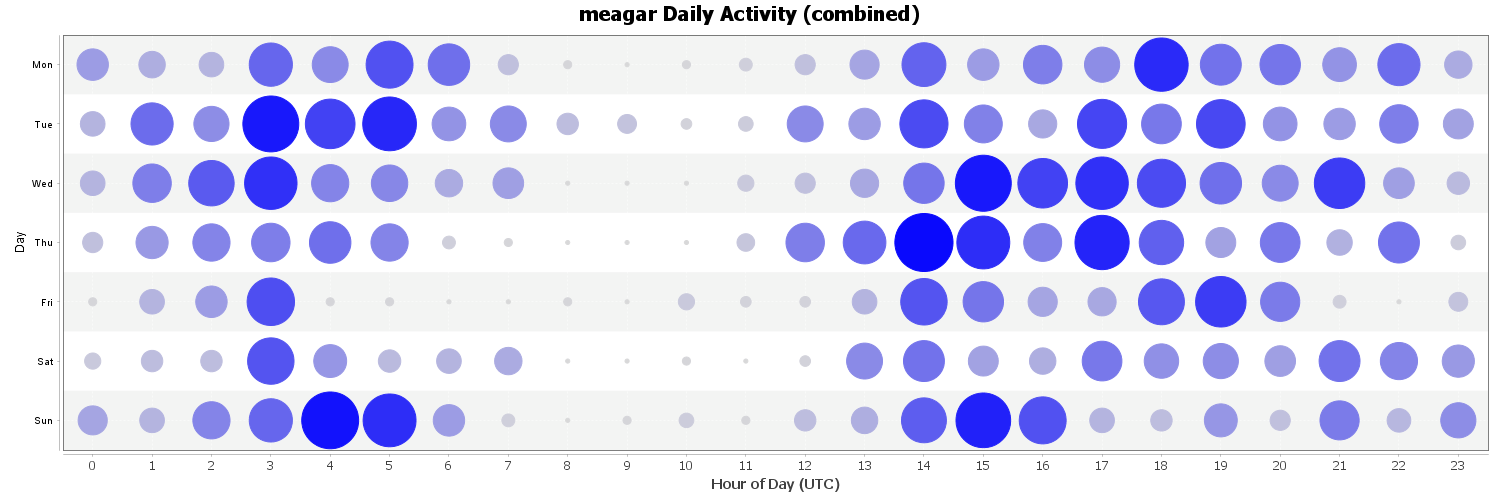 meagar Daily Activity (combined)
Day
Mon
Tue
Wed
Thu
Fri
Sat
Sun
0 1 2 3 4 5 6 7 8 9 10 11 12 13 14 15 16 17 18 19 20 21 22 23
Hour of Day (UTC)